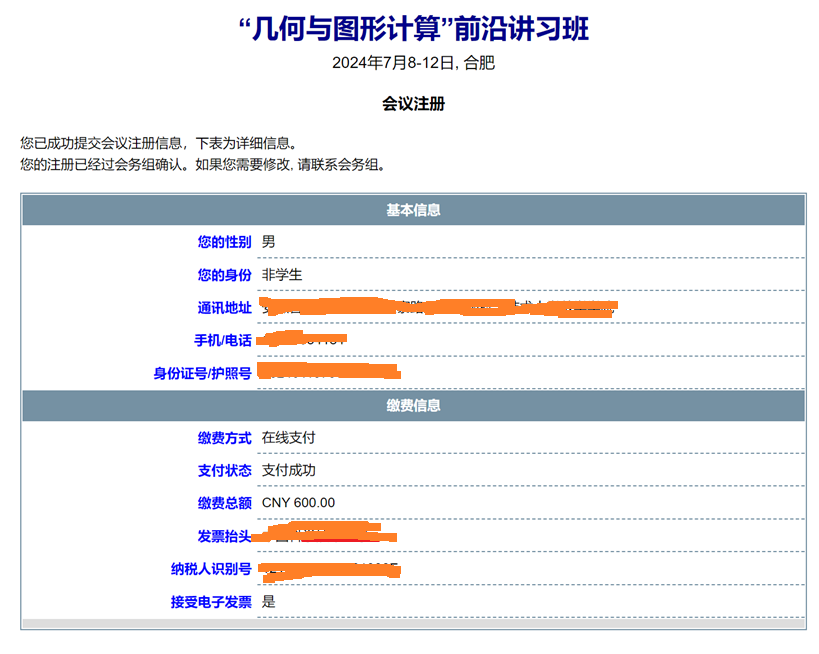 “几何与图形计算”前沿讲习班
2024年7月8-12日, 合肥
会议注册
您已成功提交会议注册信息，下表为详细信息。
您的注册已经过会务组确认。如果您需要修改, 请联系会务组。
基本信息
您的性别 男
您的身份 非学生
通讯地址
手机/电话
身份证号/护照号
缴费信息
缴费方式 在线支付
支付状态 支付成功
缴费总额 CNY 600.00
发票抬头
纳税人识别号
接受电子发票 是